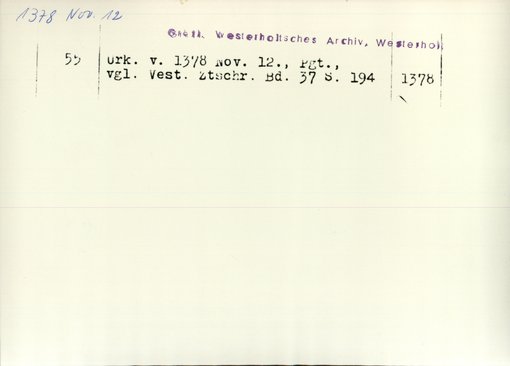 1378 Nov. 12
Gräfl. Westerholtsches Archiv, Westerholt
55 Urk. v. 1378 Nov. 12., Pgt.,
vgl. Vest. Ztschr. Bd. 37 S. 194 1378